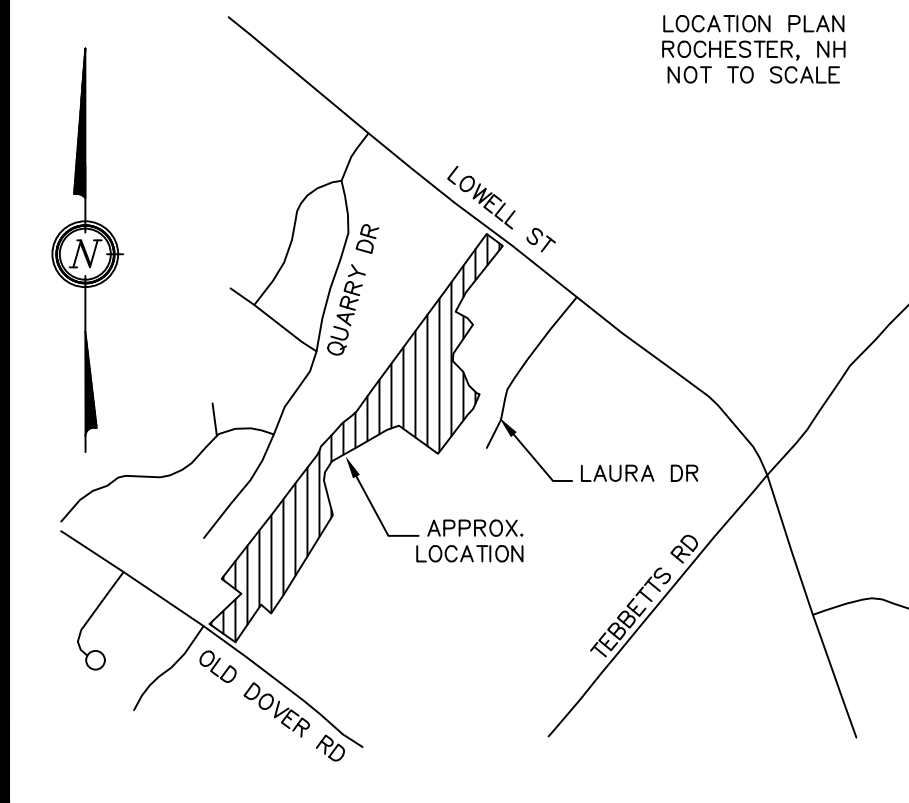 LOCATION PLAN
ROCHESTER, NH
NOT TO SCALE
LOWELL ST
N
QUARRY DR
LAURA DR
APPROX.
LOCATION
TEBBETTS RD
OLD DOVER RD